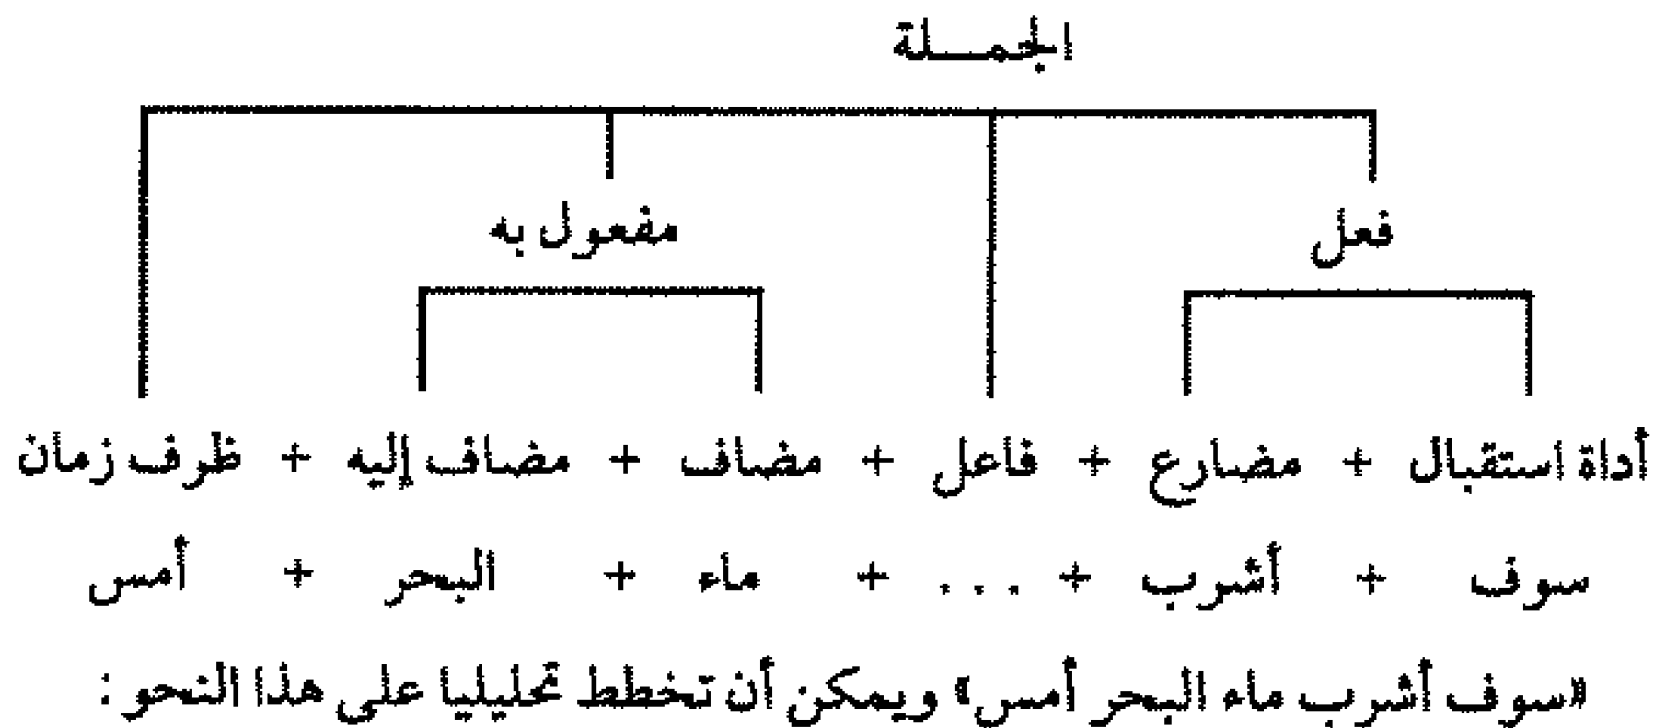 الجمـــلة
فعل مفعول به
أداة استقبال + مضارع + فاعل + مضاف + مضاف إليه + ظرف زمان
سوف + أشرب + ... + ماء + البحر + أمس
«سوف أشرب ماء البحر أمس» ويمكن أن تخطط تحليليا على هذا النحو :